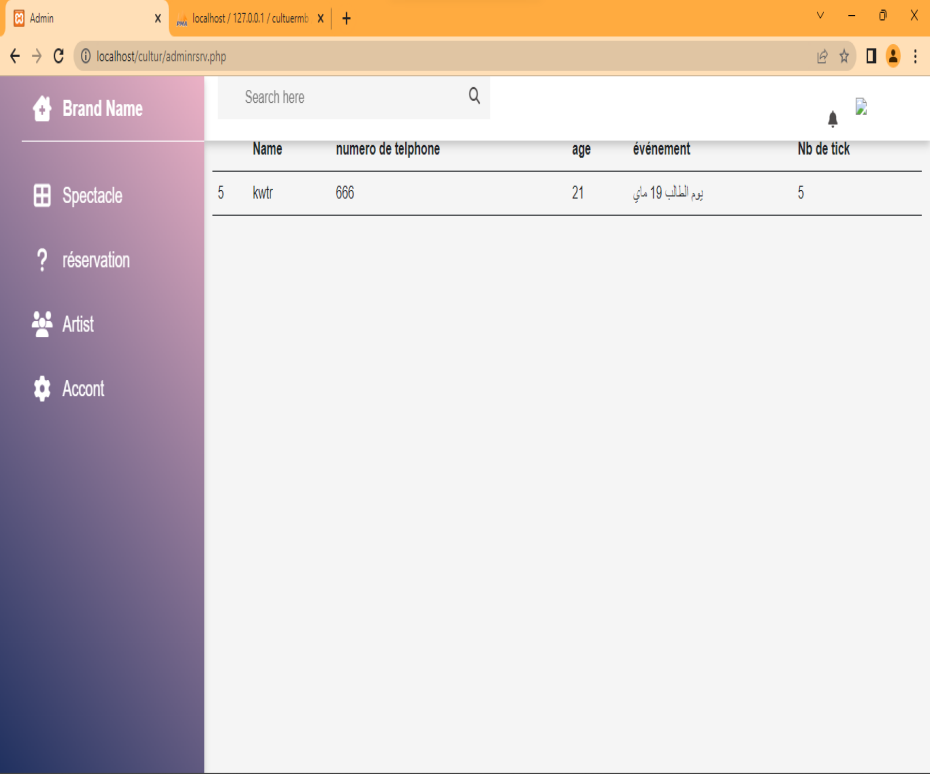 Admin
localhost / 127.0.0.1 / cultuermb
localhost/cultur/adminrsrv.php
Brand Name
Search here
Name numero de telphone age événement Nb de tick
5 kwtr 666 21 يوم الطالب 19 ماي 5
Spectacle
réservation
Artist
Accont